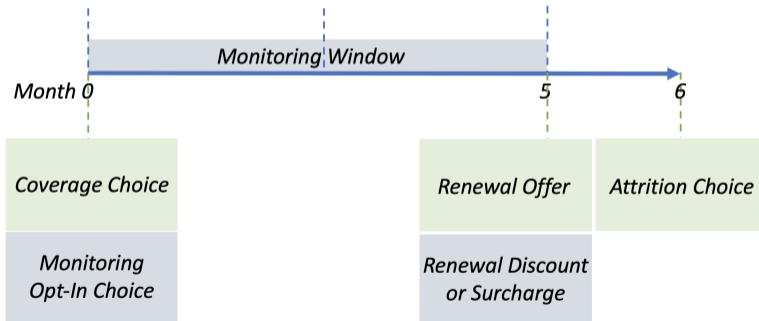 Monitoring Window
Month 0
5
6
Coverage Choice
Renewal Offer
Attrition Choice
Monitoring
Opt-In Choice
Renewal Discount
or Surcharge